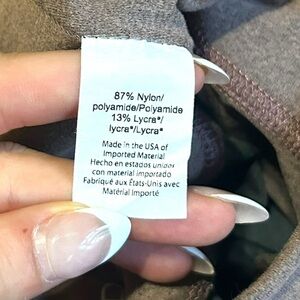 87% Nylon/
polyamide/Polyamide
13% Lycra*/
lycra*/Lycra*
Made in the USA of
Imported Material
Hecho en estados unidos
con material importado
Fabriqué aux États-Unis avec
Matérial Importé